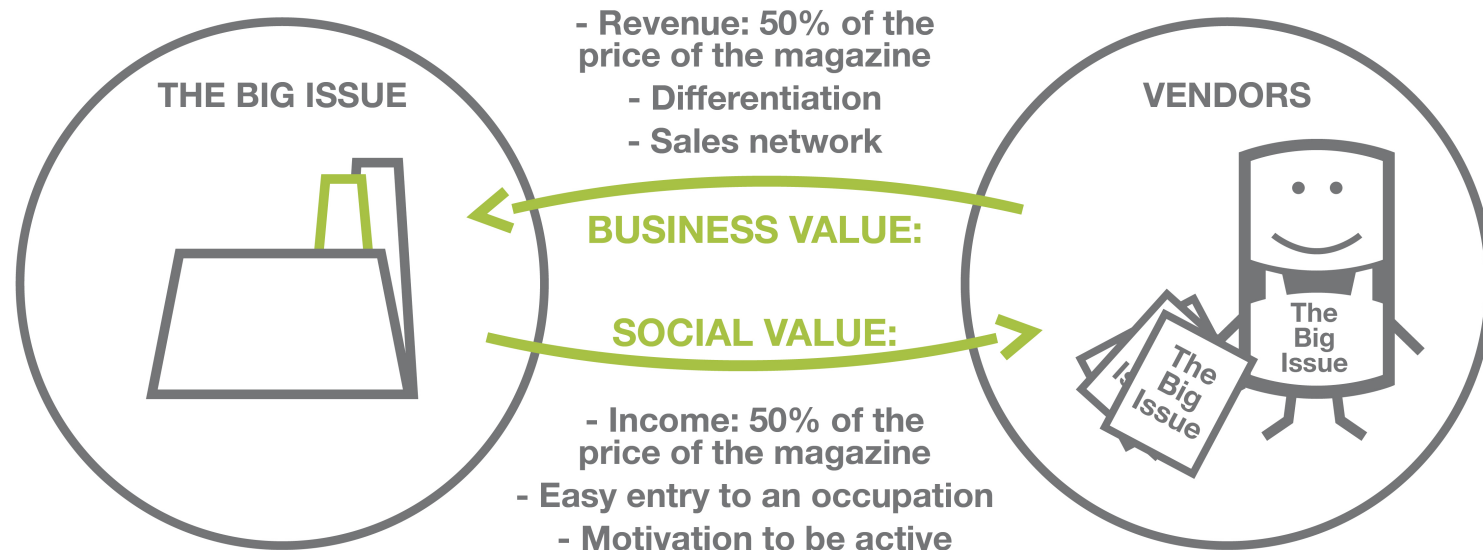 - Revenue: 50% of the
price of the magazine
- Differentiation
- Sales network
THE BIG ISSUE
VENDORS
BUSINESS VALUE:
SOCIAL VALUE:
The
Big
Issue
The
Big
Issue
- Income: 50% of the
price of the magazine
- Easy entry to an occupation
- Motivation to be active